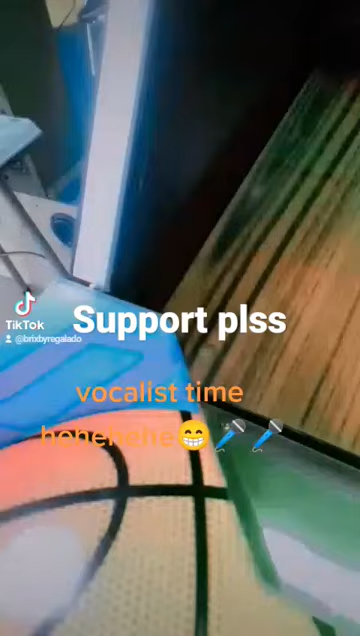 Support plss
TikTok
@brixbyregalado
vocalist time
hehehehe😁🎤🎤